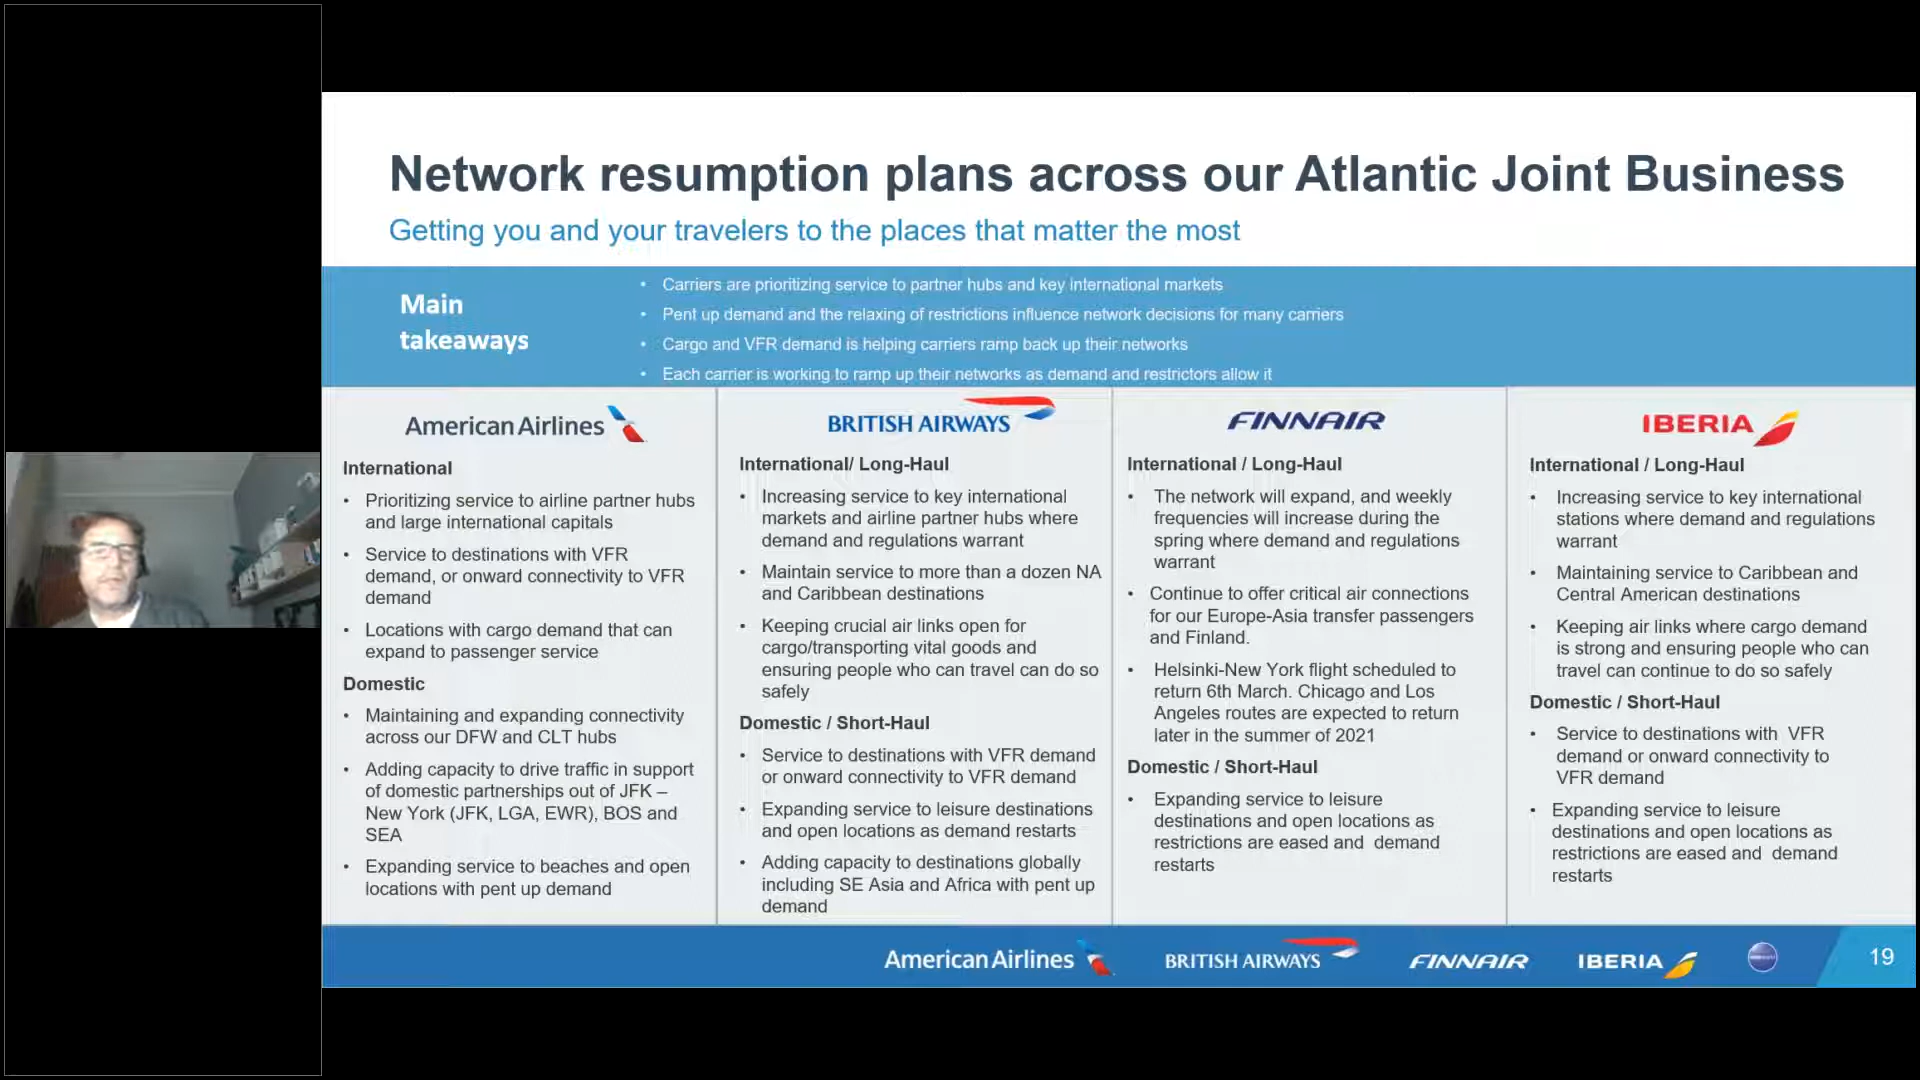 Network resumption plans across our Atlantic Joint Business
Getting you and your travelers to the places that matter the most
Main
takeaways
• Carriers are prioritizing service to partner hubs and key international markets
• Pent up demand and the relaxing of restrictions influence network decisions for many carriers
• Cargo and VFR demand is helping carriers ramp back up their networks
• Each carrier is working to ramp up their networks as demand and restrictors allow it
American Airlines
International
• Prioritizing service to airline partner hubs
and large international capitals
• Service to destinations with VFR
demand, or onward connectivity to VFR
demand
• Locations with cargo demand that can
expand to passenger service
Domestic
• Maintaining and expanding connectivity
across our DFW and CLT hubs
• Adding capacity to drive traffic in support
of domestic partnerships out of JFK –
New York (JFK, LGA, EWR), BOS and
SEA
• Expanding service to beaches and open
locations with pent up demand
BRITISH AIRWAYS
International/ Long-Haul
• Increasing service to key international
markets and airline partner hubs where
demand and regulations warrant
• Maintain service to more than a dozen NA
and Caribbean destinations
• Keeping crucial air links open for
cargo/transporting vital goods and
ensuring people who can travel can do so
safely
Domestic / Short-Haul
• Service to destinations with VFR demand
or onward connectivity to VFR demand
• Expanding service to leisure destinations
and open locations as demand restarts
• Adding capacity to destinations globally
including SE Asia and Africa with pent up
demand
FINNAIR
International / Long-Haul
• The network will expand, and weekly
frequencies will increase during the
spring where demand and regulations
warrant
• Continue to offer critical air connections
for our Europe-Asia transfer passengers
and Finland.
• Helsinki-New York flight scheduled to
return 6th March. Chicago and Los
Angeles routes are expected to return
later in the summer of 2021
Domestic / Short-Haul
• Expanding service to leisure
destinations and open locations as
restrictions are eased and demand
restarts
IBERIA
International / Long-Haul
• Increasing service to key international
stations where demand and regulations
warrant
• Maintaining service to Caribbean and
Central American destinations
• Keeping air links where cargo demand
is strong and ensuring people who can
travel can continue to do so safely
Domestic / Short-Haul
• Service to destinations with VFR
demand or onward connectivity to
VFR demand
• Expanding service to leisure
destinations and open locations as
restrictions are eased and demand
restarts
American Airlines
BRITISH AIRWAYS
FINNAIR
IBERIA
19